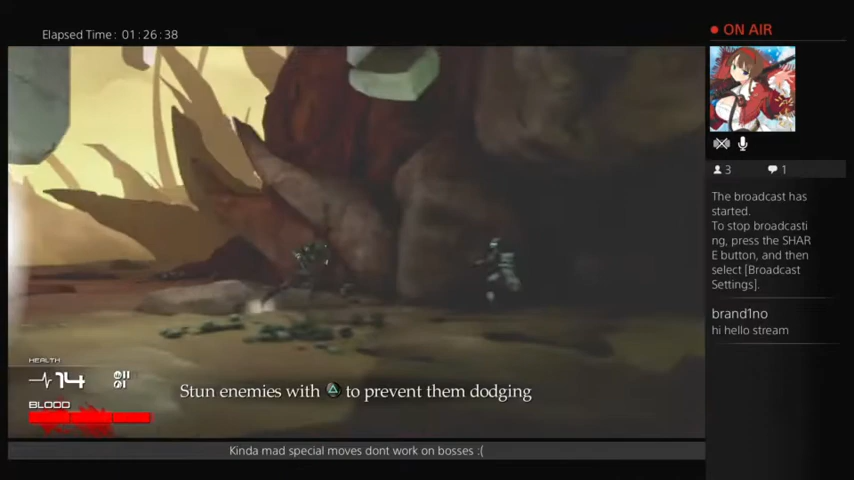 Elapsed Time: 01:26:38
ON AIR
3
1
The broadcast has
started.
To stop broadcasti
ng, press the SHAR
E button, and then
select [Broadcast
Settings].
brand1no
hi hello stream
HEALTH
14
BLOOD
Stun enemies with to prevent them dodging
Kinda mad special moves dont work on bosses :(